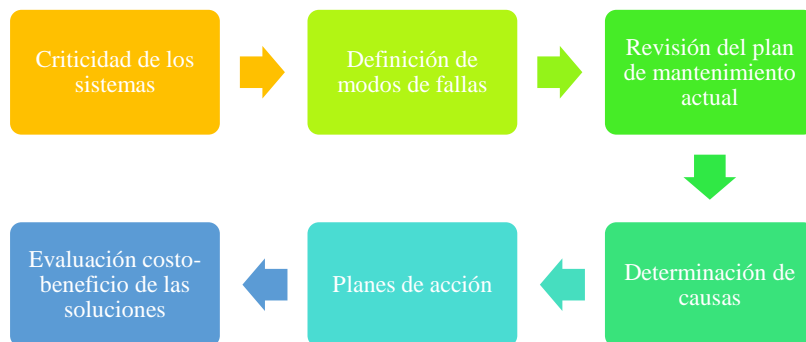 Criticidad de los
sistemas
Definición de
modos de fallas
Revisión del plan
de mantenimiento
actual
Determinación de
causas
Planes de acción
Evaluación costo-
beneficio de las
soluciones